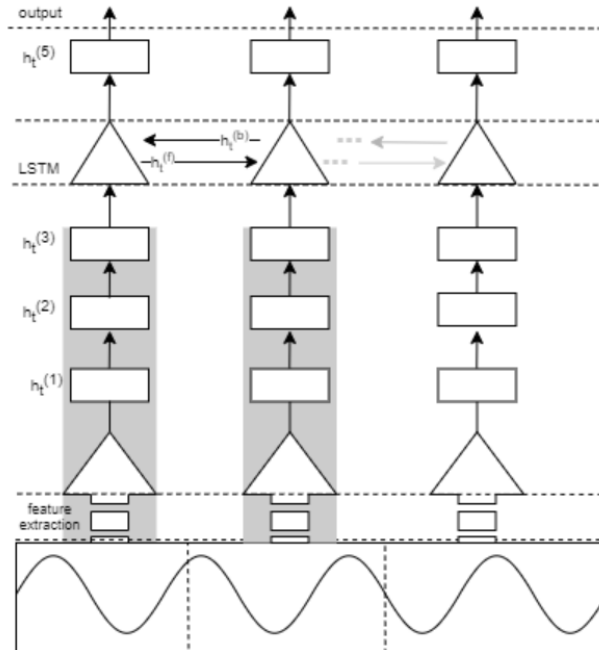 output
h_t^(5)
h_t^(b)
h_t^(f)
LSTM
h_t^(3)
h_t^(2)
h_t^(1)
feature
extraction